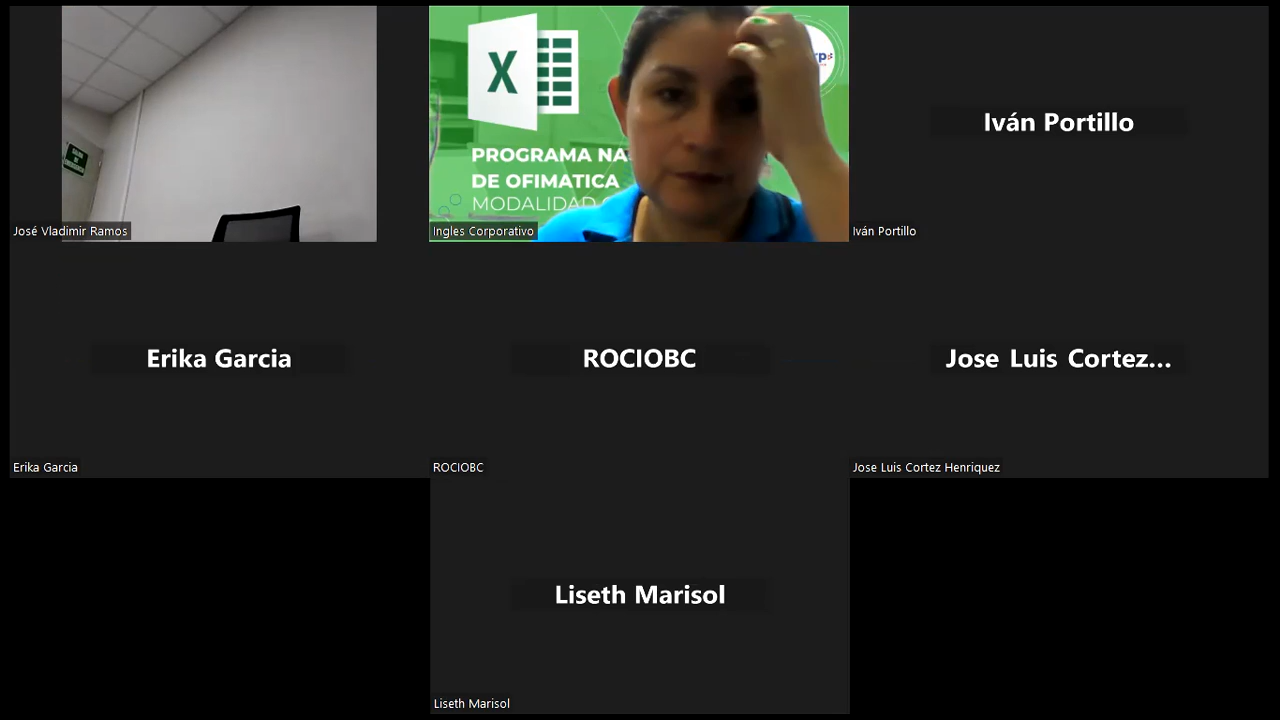 José Vladimir Ramos
PROGRAMA NA
DE OFIMATICA
MODALIDAD
Ingles Corporativo
Iván Portillo
Iván Portillo
Erika Garcia
Erika Garcia
ROCIOBC
ROCIOBC
Jose Luis Cortez...
Jose Luis Cortez Henriquez
Liseth Marisol
Liseth Marisol